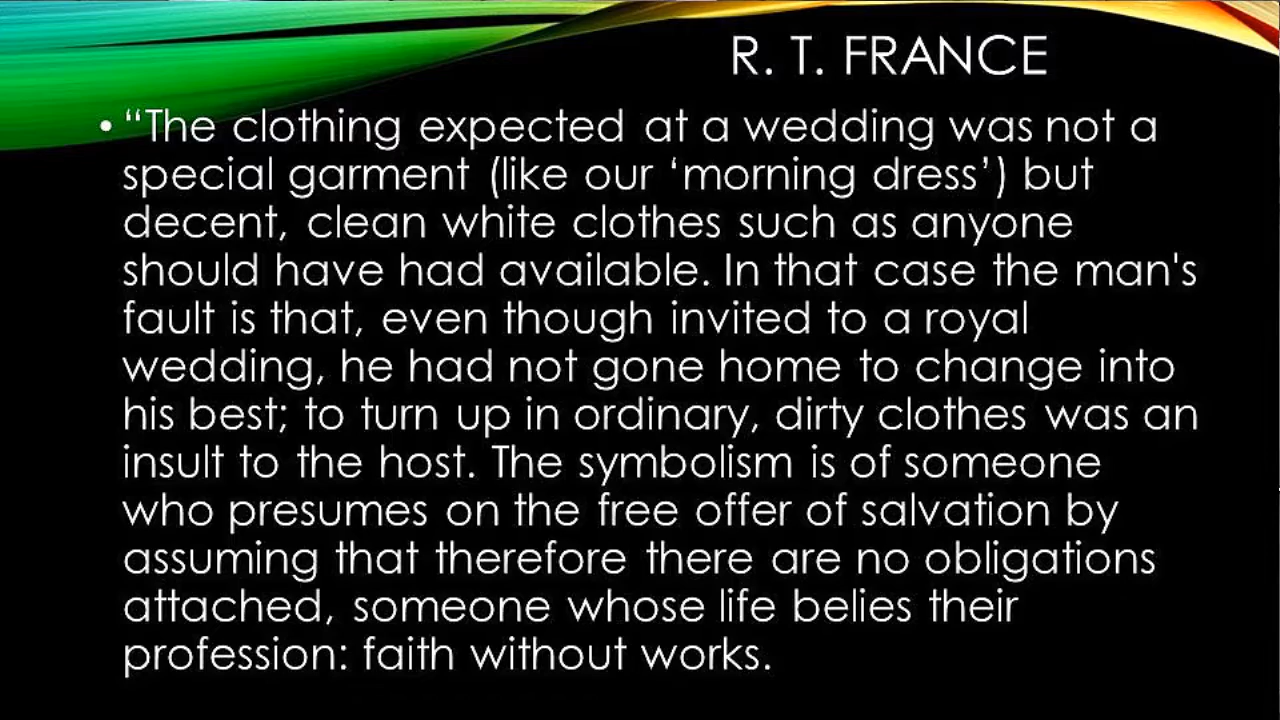 R. T. FRANCE
• “The clothing expected at a wedding was not a
special garment (like our ‘morning dress’) but
decent, clean white clothes such as anyone
should have had available. In that case the man's
fault is that, even though invited to a royal
wedding, he had not gone home to change into
his best; to turn up in ordinary, dirty clothes was an
insult to the host. The symbolism is of someone
who presumes on the free offer of salvation by
assuming that therefore there are no obligations
attached, someone whose life belies their
profession: faith without works.